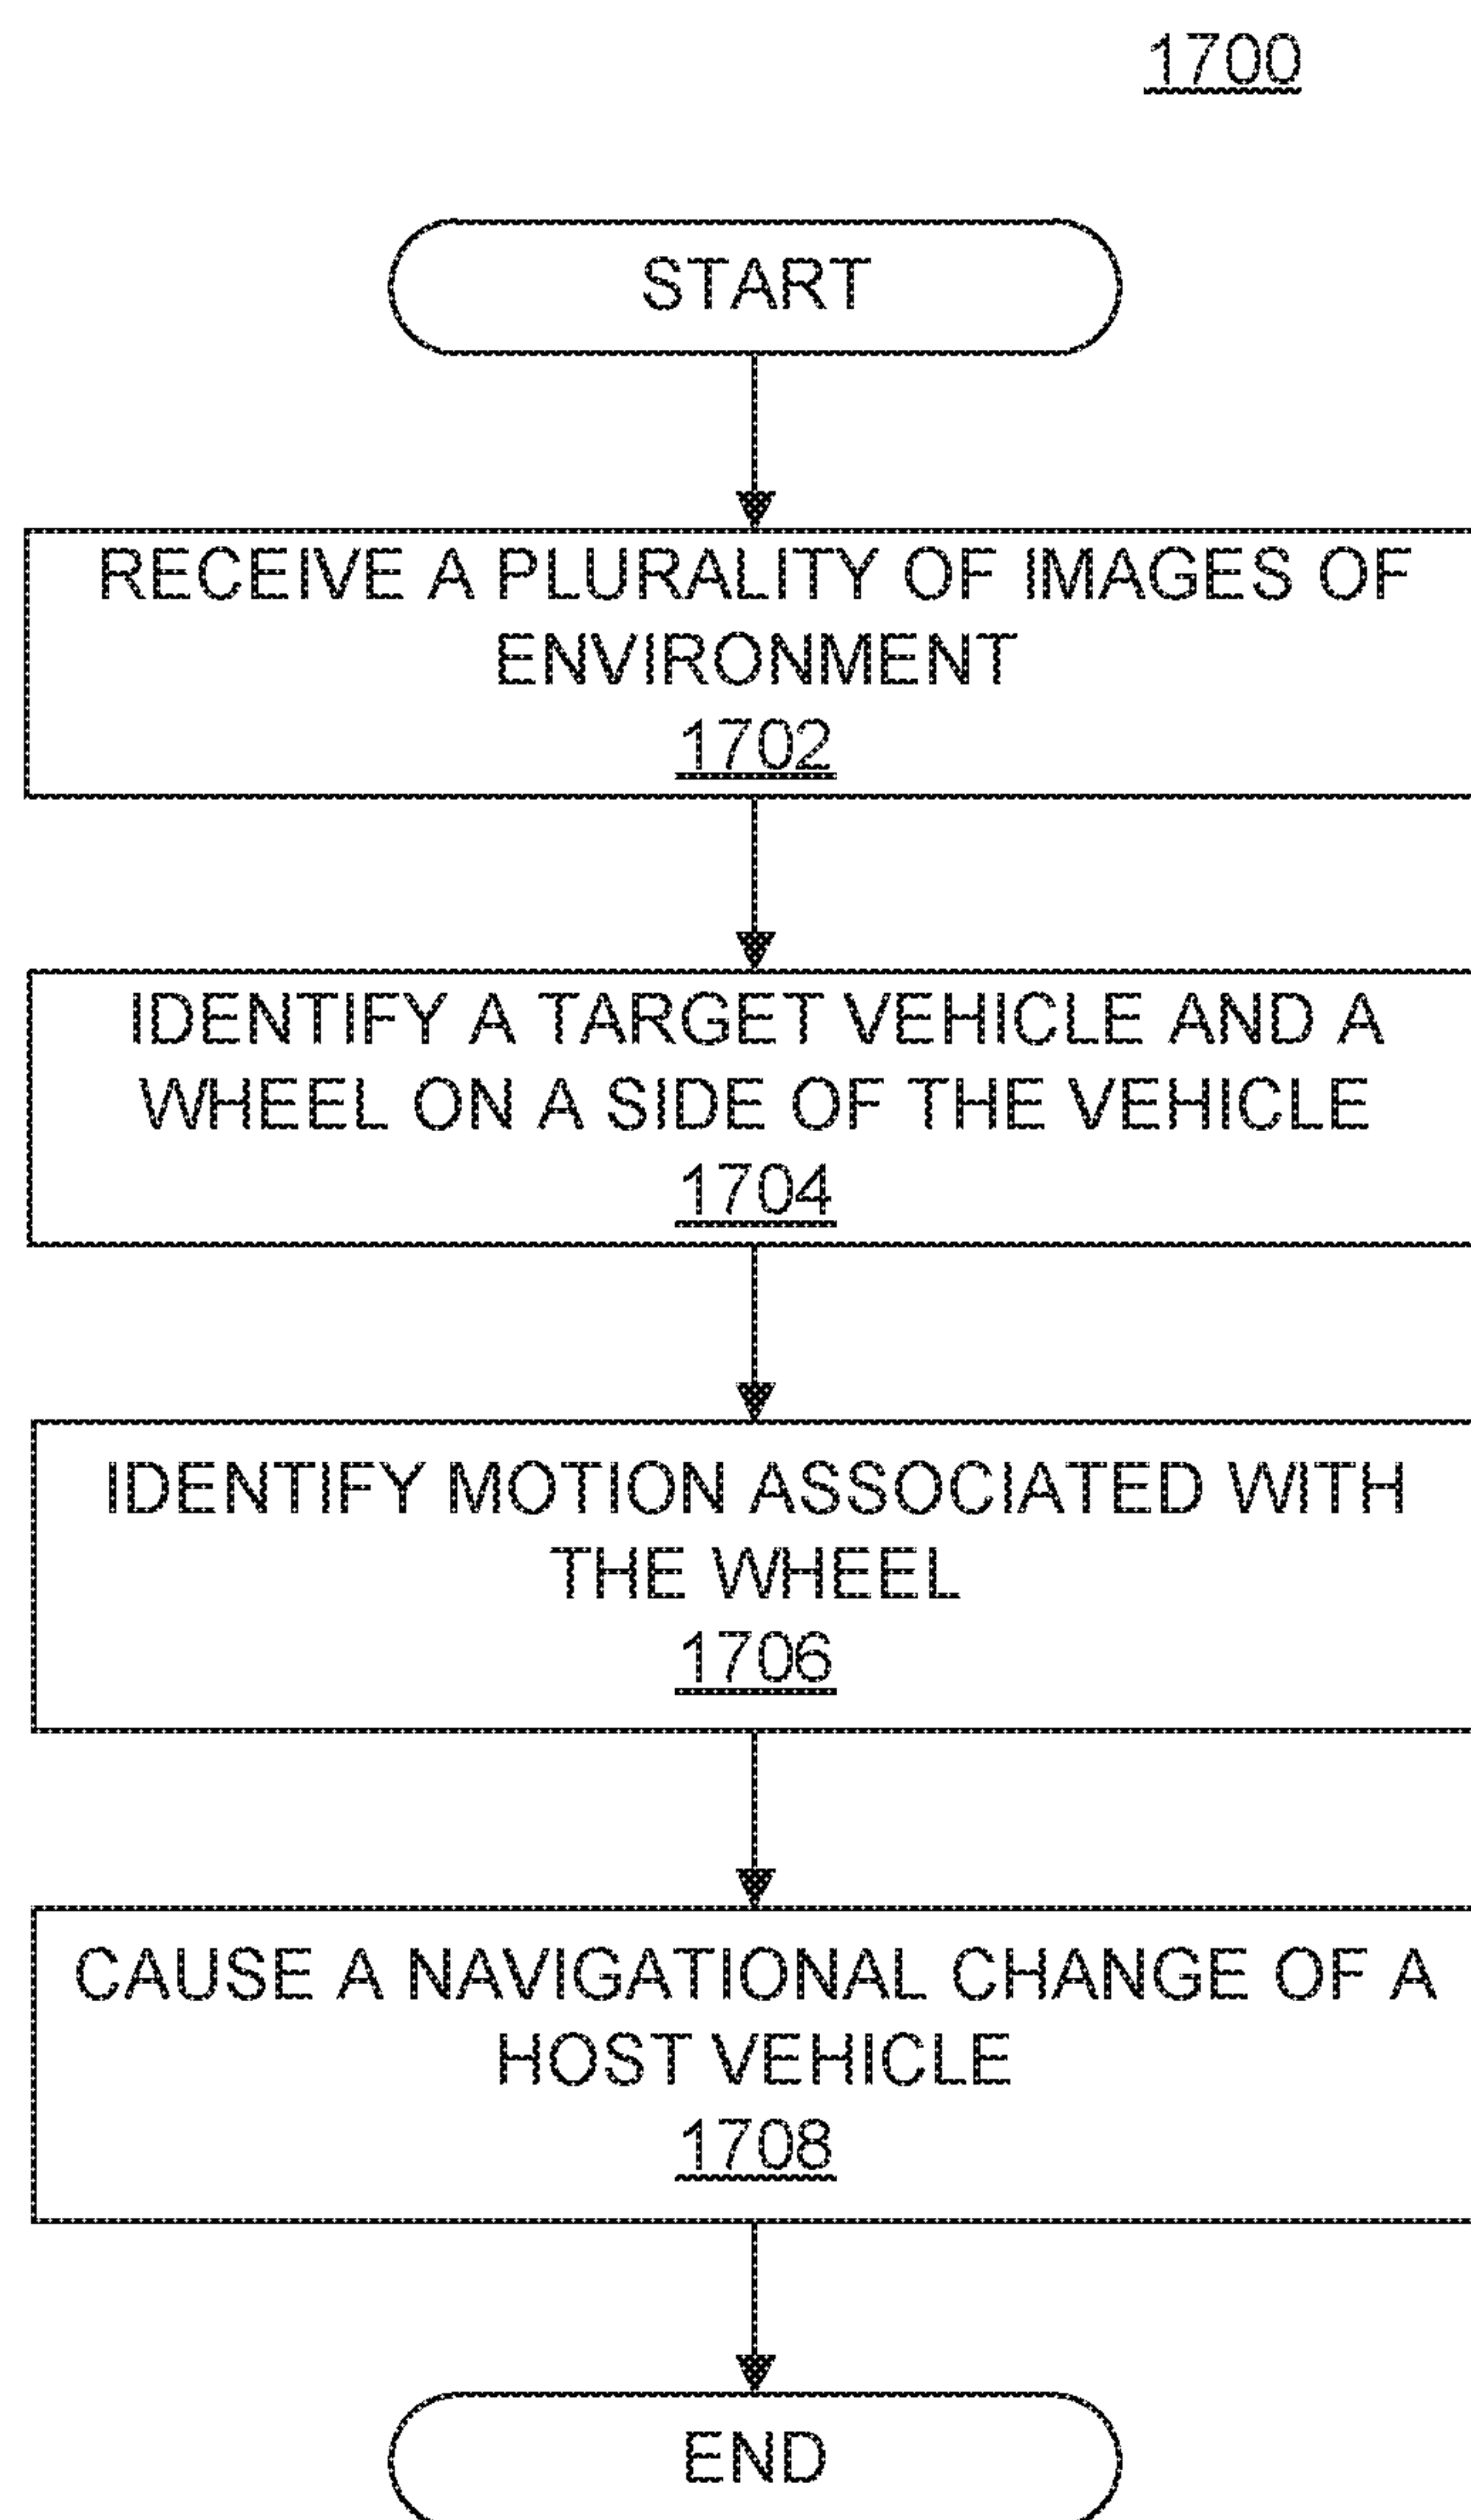 1700
START
RECEIVE A PLURALITY OF IMAGES OF
ENVIRONMENT
1702
IDENTIFY A TARGET VEHICLE AND A
WHEEL ON A SIDE OF THE VEHICLE
1704
IDENTIFY MOTION ASSOCIATED WITH
THE WHEEL
1706
CAUSE A NAVIGATIONAL CHANGE OF A
HOST VEHICLE
1708
END